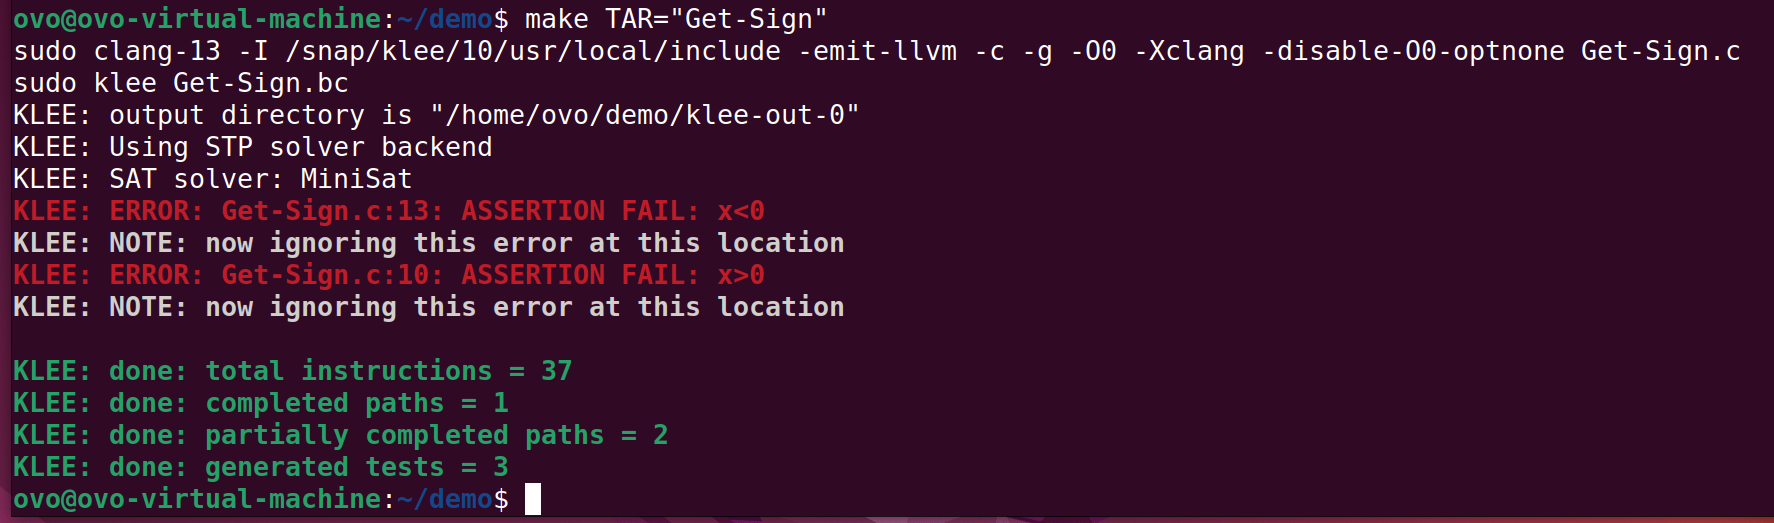 ovo@ovo-virtual-machine:~/demo$ make TAR="Get-Sign"
sudo clang-13 -I /snap/klee/10/usr/local/include -emit-llvm -c -g -O0 -Xclang -disable-O0-optnone Get-Sign.c
sudo klee Get-Sign.bc
KLEE: output directory is "/home/ovo/demo/klee-out-0"
KLEE: Using STP solver backend
KLEE: SAT solver: MiniSat
KLEE: ERROR: Get-Sign.c:13: ASSERTION FAIL: x<0
KLEE: NOTE: now ignoring this error at this location
KLEE: ERROR: Get-Sign.c:10: ASSERTION FAIL: x>0
KLEE: NOTE: now ignoring this error at this location
KLEE: done: total instructions = 37
KLEE: done: completed paths = 1
KLEE: done: partially completed paths = 2
KLEE: done: generated tests = 3
ovo@ovo-virtual-machine:~/demo$